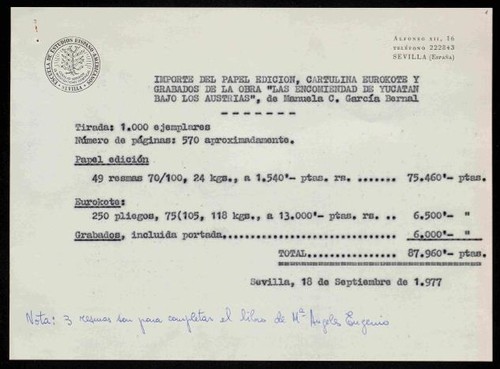 ESCUELA DE ESTUDIOS HISPANO-AMERICANOS
SEVILLA
ALFONSO XII, 16
TELÉFONO 222843
SEVILLA (España)
IMPORTE DEL PAPEL EDICION, CARTULINA EUROKOTE Y
GRABADOS DE LA OBRA "LAS ENCOMIENDAD DE YUCATAN
BAJO LOS AUSTRIAS", de Manuela C. García Bernal
- - - - - - -
Tirada: 1.000 ejemplares
Número de páginas: 570 aproximadamente.
Papel edición
49 resmas 70/100, 24 kgs., a 1.540'- ptas. rs. ....... 75.460'- ptas.
Eurokote:
250 pliegos, 75(105, 118 kgs., a 13.000'- ptas. rs. .. 6.500'- "
Grabados, incluida portada.......................... 6.000'- "
TOTAL................ 87.960'- ptas.
Sevilla, 18 de Septiembre de 1.977
Nota: 3 resmas son para completar el libro de Mª Angeles Eugenio